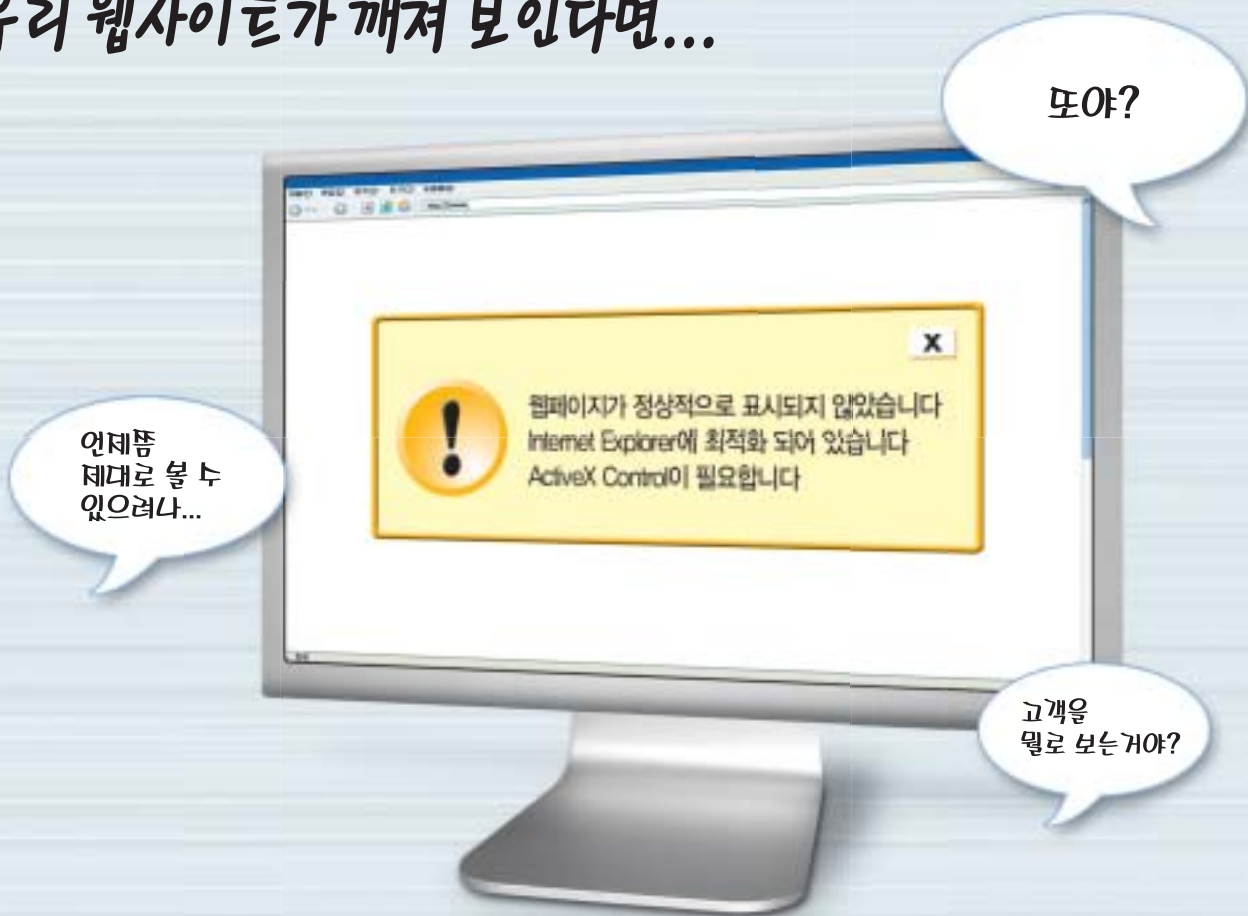 우리 웹사이트가 깨져 보인다면...
또야?
웹페이지가 정상적으로 표시되지 않았습니다
Internet Explorer에 최적화 되어 있습니다
ActiveX Control이 필요합니다
X
언제쯤
제대로 볼 수
있으려나...
고객을
뭘로 보는거야?